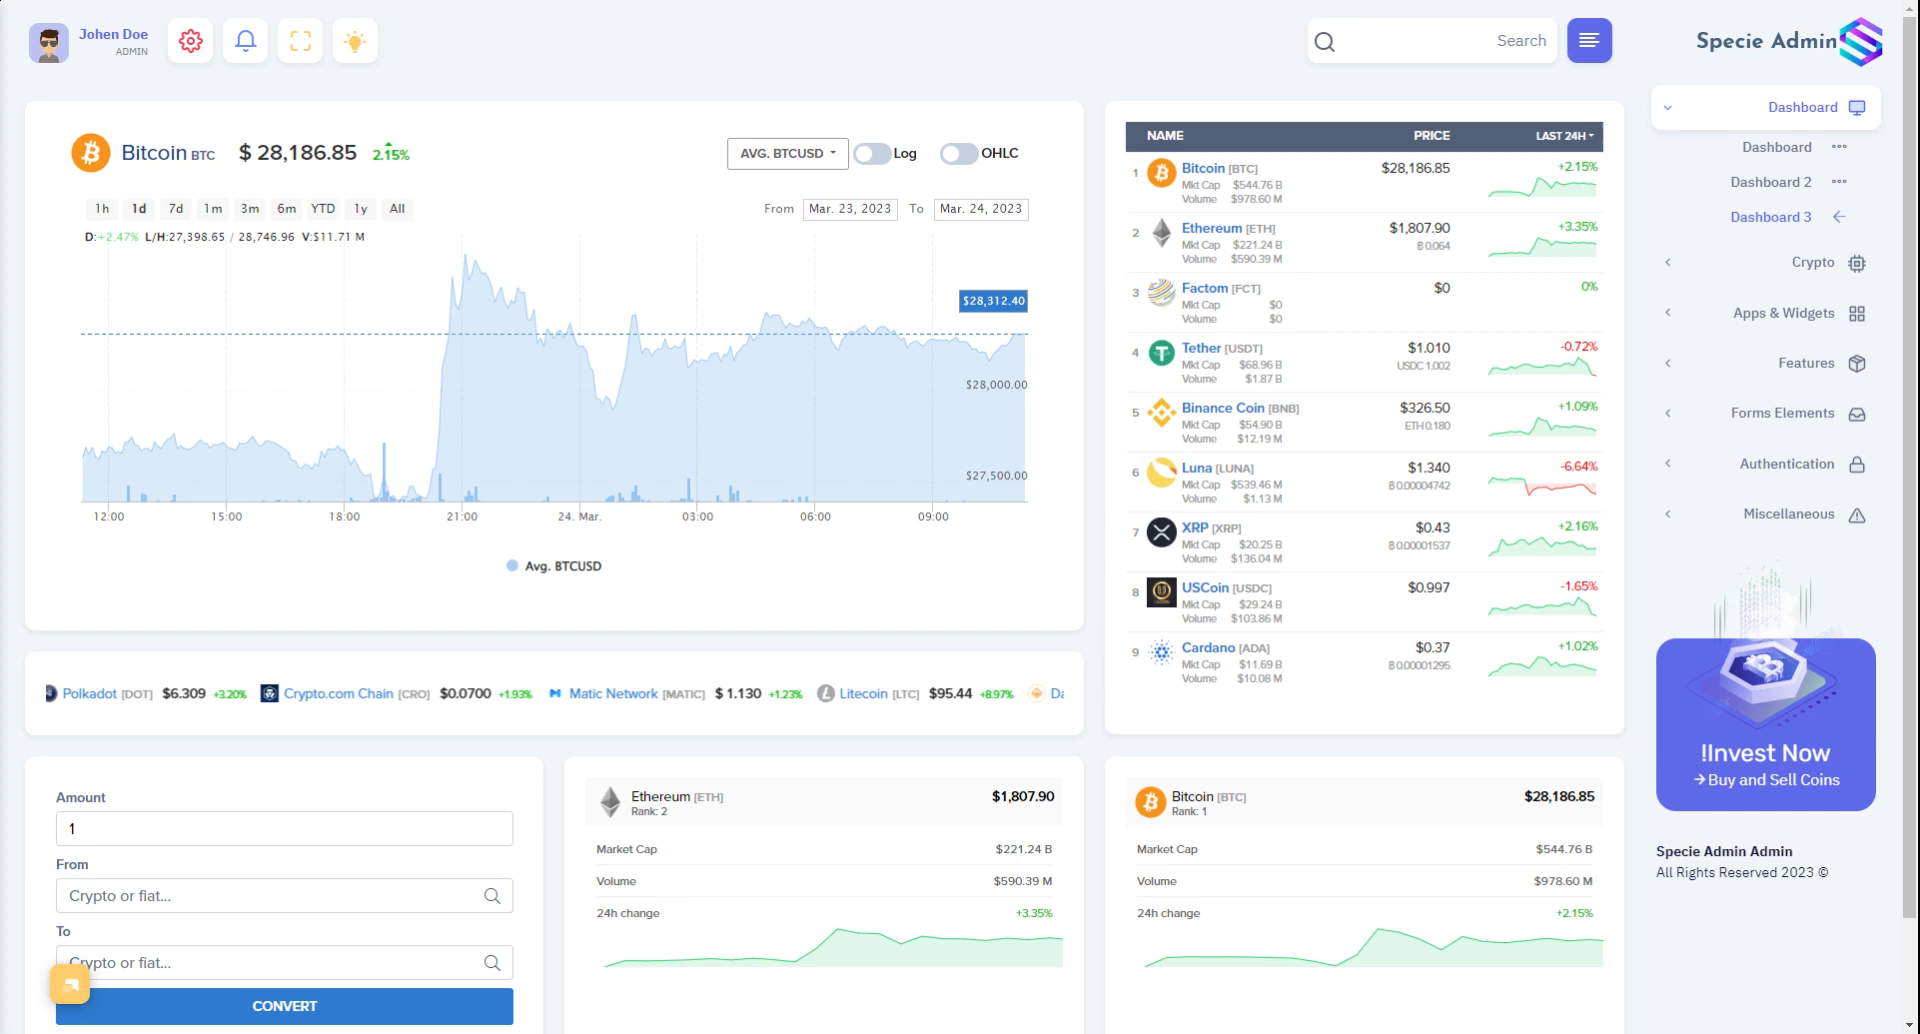 Johen Doe
ADMIN
Search
Specie Admin
Bitcoin BTC $ 28,186.85 2.15%
AVG. BTCUSD
Log
OHLC
1h 1d 7d 1m 3m 6m YTD 1y All
From Mar. 23, 2023 To Mar. 24, 2023
D:+2.47% L/H:27,398.65 / 28,746.96 V:$11.71 M
$28,312.40
$28,000.00
$27,500.00
12:00 15:00 18:00 21:00 24. Mar. 03:00 06:00 09:00
Avg. BTCUSD
NAME PRICE LAST 24H
1 Bitcoin [BTC] $28,186.85 +2.15%
Mkt Cap $544.76 B
Volume $978.60 M
2 Ethereum [ETH] $1,807.90 +3.35%
Mkt Cap $221.24 B ฿0.064
Volume $590.39 M
3 Factom [FCT] $0 0%
Mkt Cap $0
Volume $0
4 Tether [USDT] $1.010 -0.72%
Mkt Cap $68.96 B USDC 1.002
Volume $1.87 B
5 Binance Coin [BNB] $326.50 +1.09%
Mkt Cap $54.90 B ETH 0.180
Volume $12.19 M
6 Luna [LUNA] $1.340 -6.64%
Mkt Cap $539.46 M ฿0.00004742
Volume $1.13 M
7 XRP [XRP] $0.43 +2.16%
Mkt Cap $20.25 B ฿0.00001537
Volume $136.04 M
8 USCoin [USDC] $0.997 -1.65%
Mkt Cap $29.24 B
Volume $103.86 M
9 Cardano [ADA] $0.37 +1.02%
Mkt Cap $11.69 B ฿0.00001295
Volume $10.08 M
Dashboard
Dashboard
Dashboard 2
Dashboard 3
Crypto
Apps & Widgets
Features
Forms Elements
Authentication
Miscellaneous
!Invest Now
Buy and Sell Coins
Specie Admin Admin
All Rights Reserved 2023 ©
Polkadot [DOT] $6.309 +3.20% Crypto.com Chain [CRO] $0.0700 +1.93% Matic Network [MATIC] $ 1.130 +1.23% Litecoin [LTC] $95.44 +8.97% Da
Amount
1
From
Crypto or fiat...
To
Crypto or fiat...
CONVERT
Ethereum [ETH] $1,807.90
Rank: 2
Market Cap $221.24 B
Volume $590.39 M
24h change +3.35%
Bitcoin [BTC] $28,186.85
Rank: 1
Market Cap $544.76 B
Volume $978.60 M
24h change +2.15%